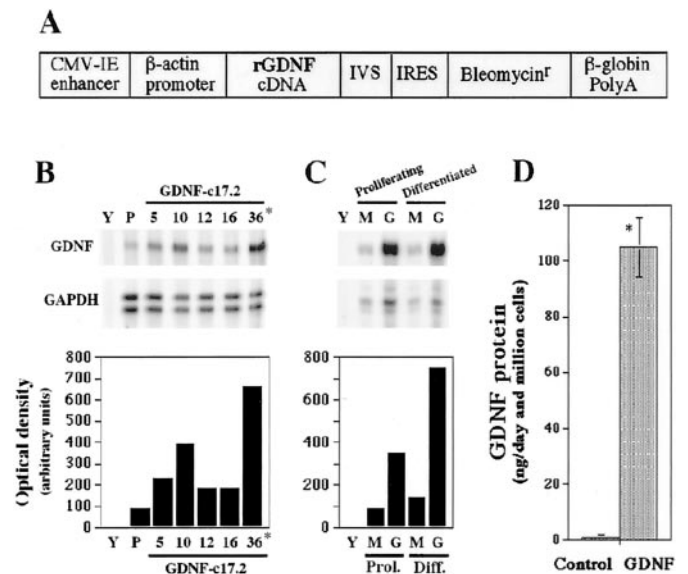 A
CMV-IE enhancer β-actin promoter rGDNF cDNA IVS IRES Bleomycinr β-globin PolyA
B
GDNF-c17.2
Y P 5 10 12 16 36*
GDNF
GAPDH
Optical density
(arbitrary units)
800
700
600
500
400
300
200
100
0
Y P 5 10 12 16 36*
GDNF-c17.2
C
Proliferating Differentiated
Y M G M G
800
600
400
200
0
Y M G M G
Prol. Diff.
D
GDNF protein
(ng/day and million cells)
120
100
80
60
40
20
0
*
Control GDNF